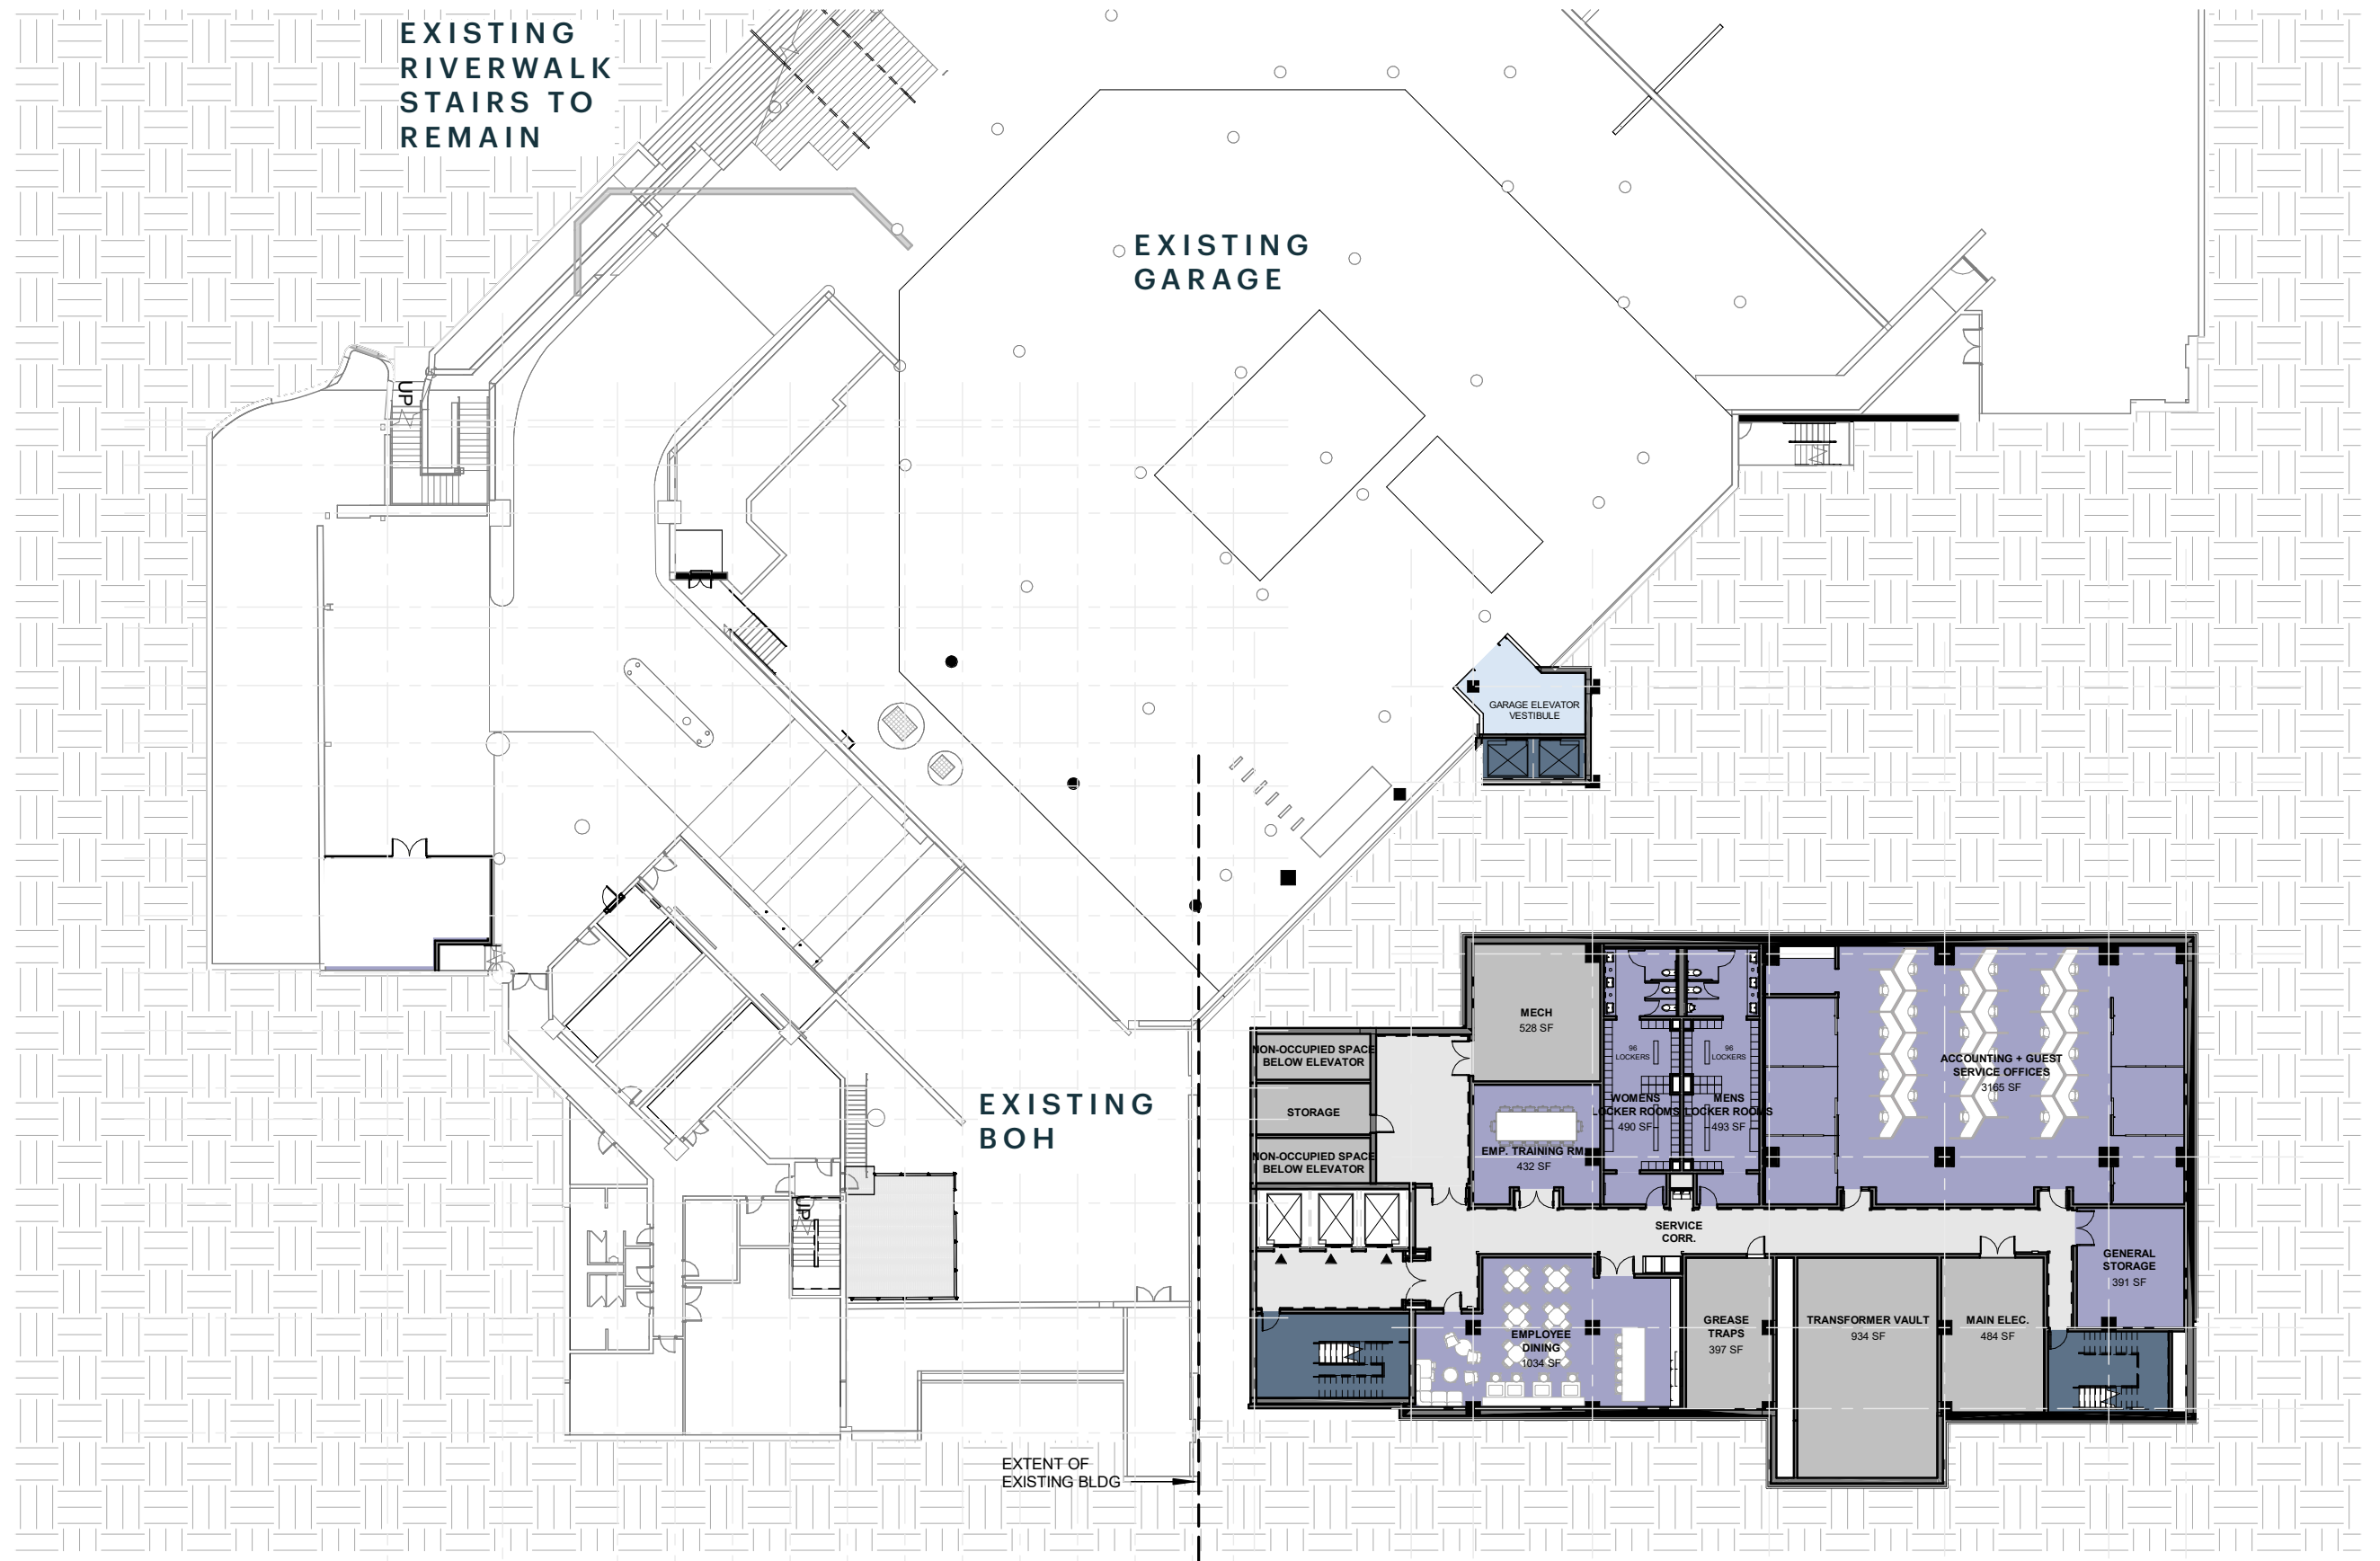 EXISTING
RIVERWALK
STAIRS TO
REMAIN
EXISTING
GARAGE
UP
GARAGE ELEVATOR
VESTIBULE
MECH
528 SF
NON-OCCUPIED SPACE
BELOW ELEVATOR
STORAGE
NON-OCCUPIED SPACE
BELOW ELEVATOR
96
LOCKERS
96
LOCKERS
WOMENS
LOCKER ROOMS
490 SF
MENS
LOCKER ROOMS
493 SF
ACCOUNTING + GUEST
SERVICE OFFICES
3165 SF
EMP. TRAINING RM
432 SF
EXISTING
BOH
UP
SERVICE
CORR.
GENERAL
STORAGE
391 SF
EMPLOYEE
DINING
1034 SF
GREASE
TRAPS
397 SF
TRANSFORMER VAULT
934 SF
MAIN ELEC.
484 SF
EXTENT OF
EXISTING BLDG